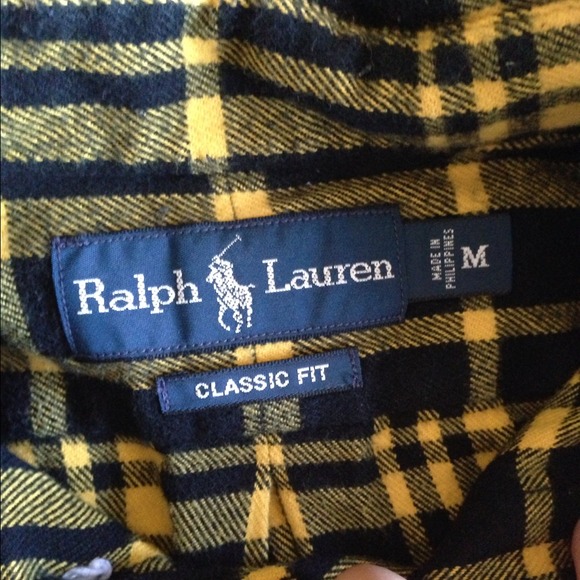 Ralph Lauren
MADE IN
PHILIPPINES
M
CLASSIC FIT